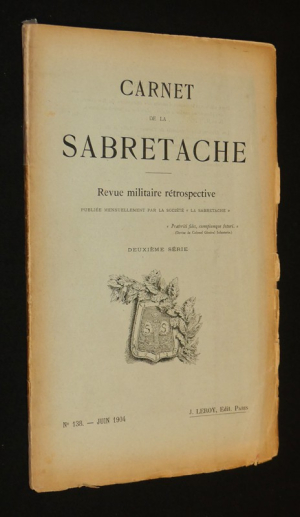 CARNET
DE LA
SABRETACHE
Revue militaire rétrospective
PUBLIÉE MENSUELLEMENT PAR LA SOCIÉTÉ « LA SABRETACHE »
DEUXIÈME SÉRIE
J. LEROY, Edit. Paris
N° 138. — JUIN 1904